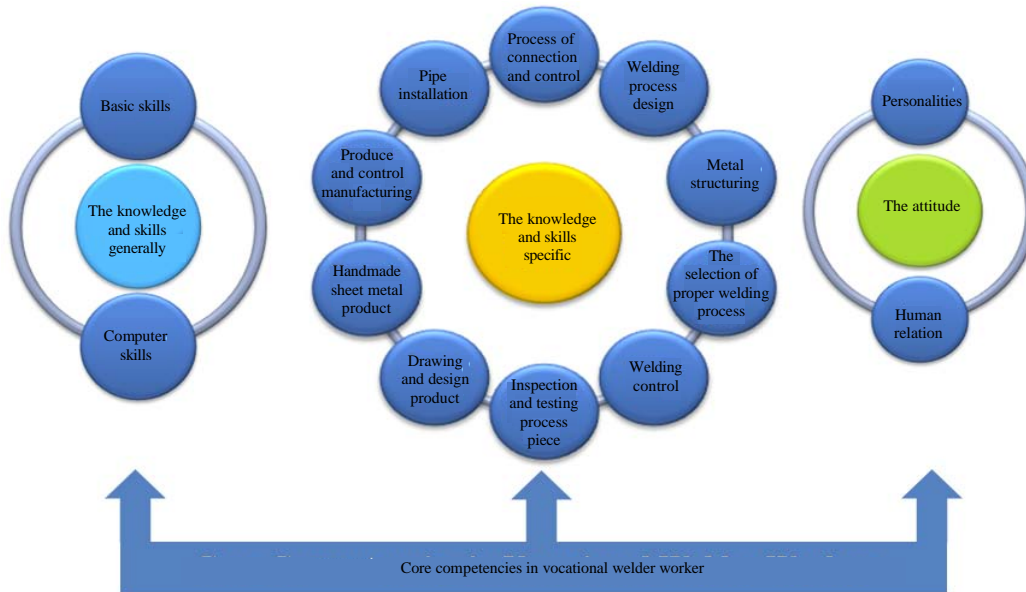 Basic skills
The knowledge
and skills
generally
Computer
skills
Process of
connection
and control
Welding
process
design
Metal
structuring
The
selection of
proper welding
process
Welding
control
Inspection
and testing
process
piece
Drawing
and design
product
Handmade
sheet metal
product
Produce
and control
manufacturing
Pipe
installation
The knowledge
and skills
specific
Personalities
The attitude
Human
relation
Core competencies in vocational welder worker